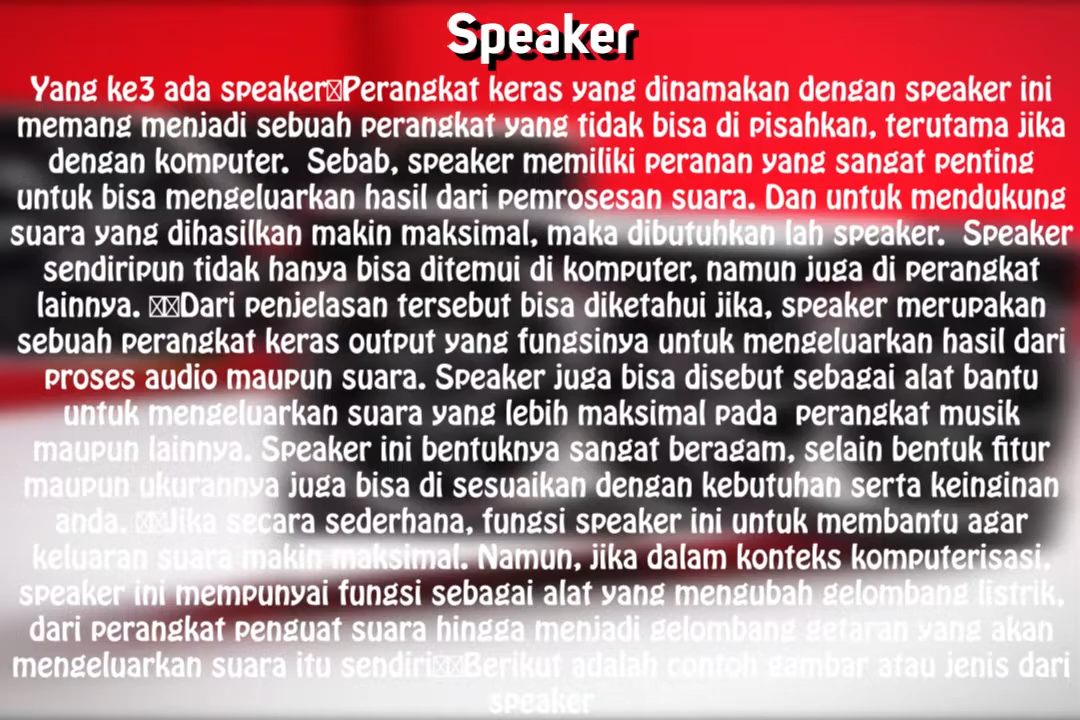 Speaker
Yang ke3 ada speaker Perangkat keras yang dinamakan dengan speaker ini
memang menjadi sebuah perangkat yang tidak bisa di pisahkan, terutama jika
dengan komputer.  Sebab, speaker memiliki peranan yang sangat penting
untuk bisa mengeluarkan hasil dari pemrosesan suara. Dan untuk mendukung
suara yang dihasilkan makin maksimal, maka dibutuhkan lah speaker.  Speaker
sendiripun tidak hanya bisa ditemui di komputer, namun juga di perangkat
lainnya. Dari penjelasan tersebut bisa diketahui jika, speaker merupakan
sebuah perangkat keras output yang fungsinya untuk mengeluarkan hasil dari
proses audio maupun suara. Speaker juga bisa disebut sebagai alat bantu
untuk mengeluarkan suara yang lebih maksimal pada  perangkat musik
maupun lainnya. Speaker ini bentuknya sangat beragam, selain bentuk fitur
maupun ukurannya juga bisa di sesuaikan dengan kebutuhan serta keinginan
anda. Jika secara sederhana, fungsi speaker ini untuk membantu agar
keluaran suara makin maksimal. Namun, jika dalam konteks komputerisasi,
speaker ini mempunyai fungsi sebagai alat yang mengubah gelombang listrik,
dari perangkat penguat suara hingga menjadi gelombang getaran yang akan
mengeluarkan suara itu sendiri Berikut adalah contoh gambar atau jenis dari
speaker